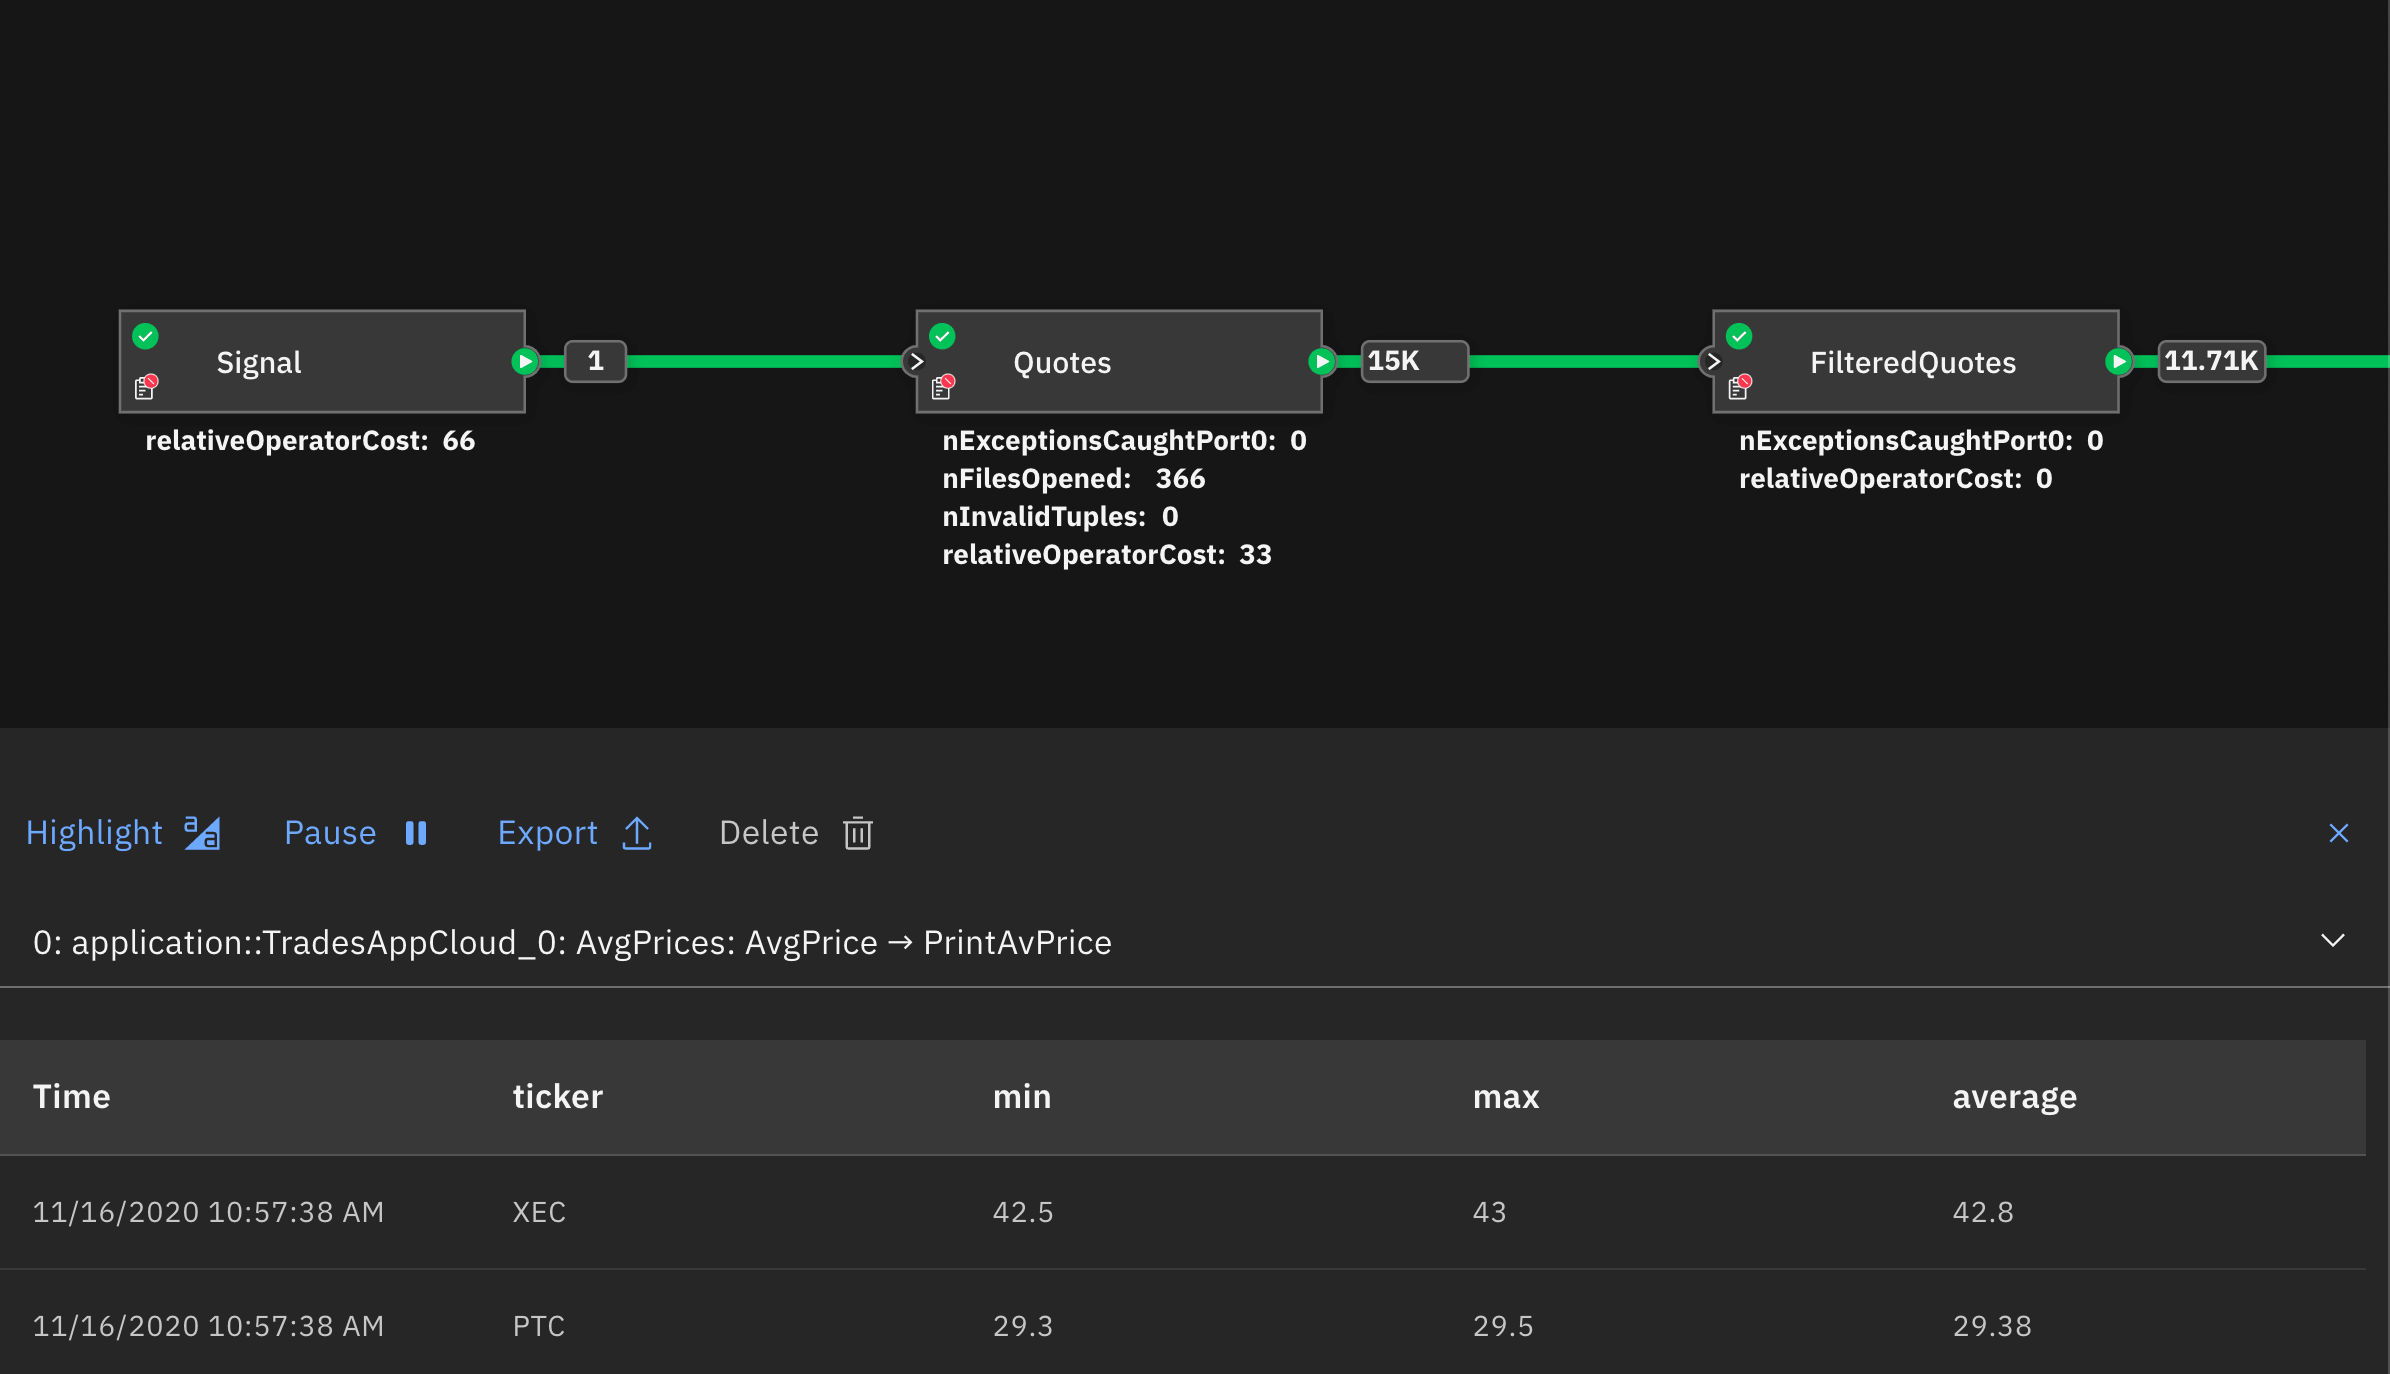 Signal
1
Quotes
15K
FilteredQuotes
11.71K
relativeOperatorCost: 66
nExceptionsCaughtPort0: 0
nFilesOpened: 366
nInvalidTuples: 0
relativeOperatorCost: 33
nExceptionsCaughtPort0: 0
relativeOperatorCost: 0
Highlight
Pause
Export
Delete
0: application::TradesAppCloud_0: AvgPrices: AvgPrice → PrintAvPrice
Time ticker min max average
11/16/2020 10:57:38 AM XEC 42.5 43 42.8
11/16/2020 10:57:38 AM PTC 29.3 29.5 29.38